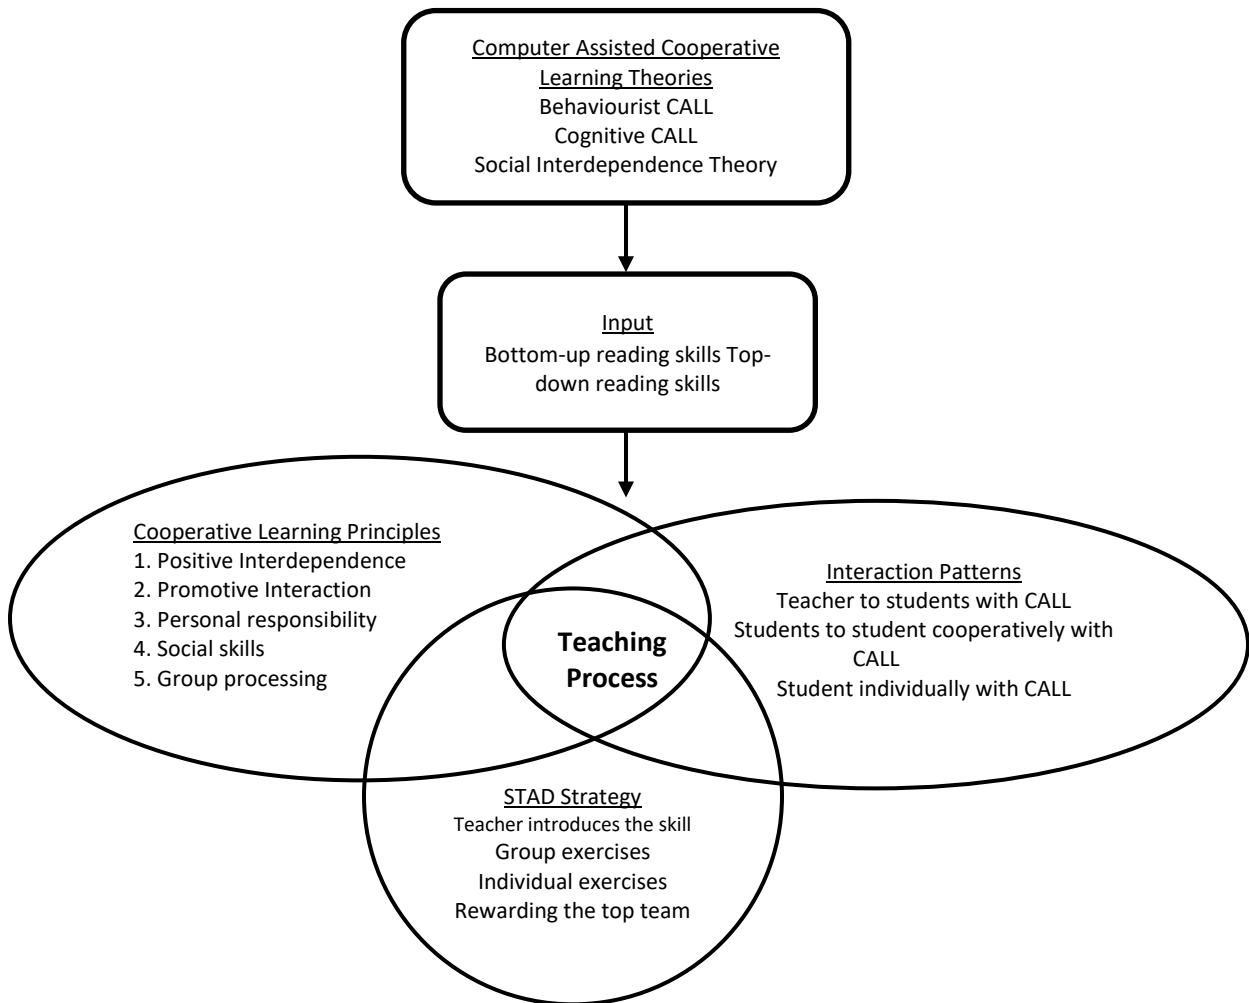 Computer Assisted Cooperative
Learning Theories
Behaviourist CALL
Cognitive CALL
Social Interdependence Theory
Input
Bottom-up reading skills Top-
down reading skills
Cooperative Learning Principles
1. Positive Interdependence
2. Promotive Interaction
3. Personal responsibility
4. Social skills
5. Group processing
Teaching
Process
Interaction Patterns
Teacher to students with CALL
Students to student cooperatively with
CALL
Student individually with CALL
STAD Strategy
Teacher introduces the skill
Group exercises
Individual exercises
Rewarding the top team